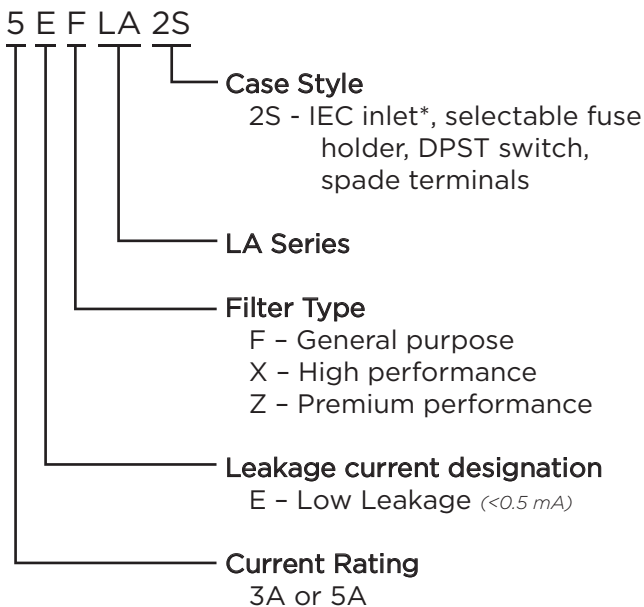 5 E F LA 2S
Case Style
2S - IEC inlet*, selectable fuse
holder, DPST switch,
spade terminals
LA Series
Filter Type
F – General purpose
X – High performance
Z – Premium performance
Leakage current designation
E – Low Leakage (<0.5 mA)
Current Rating
3A or 5A